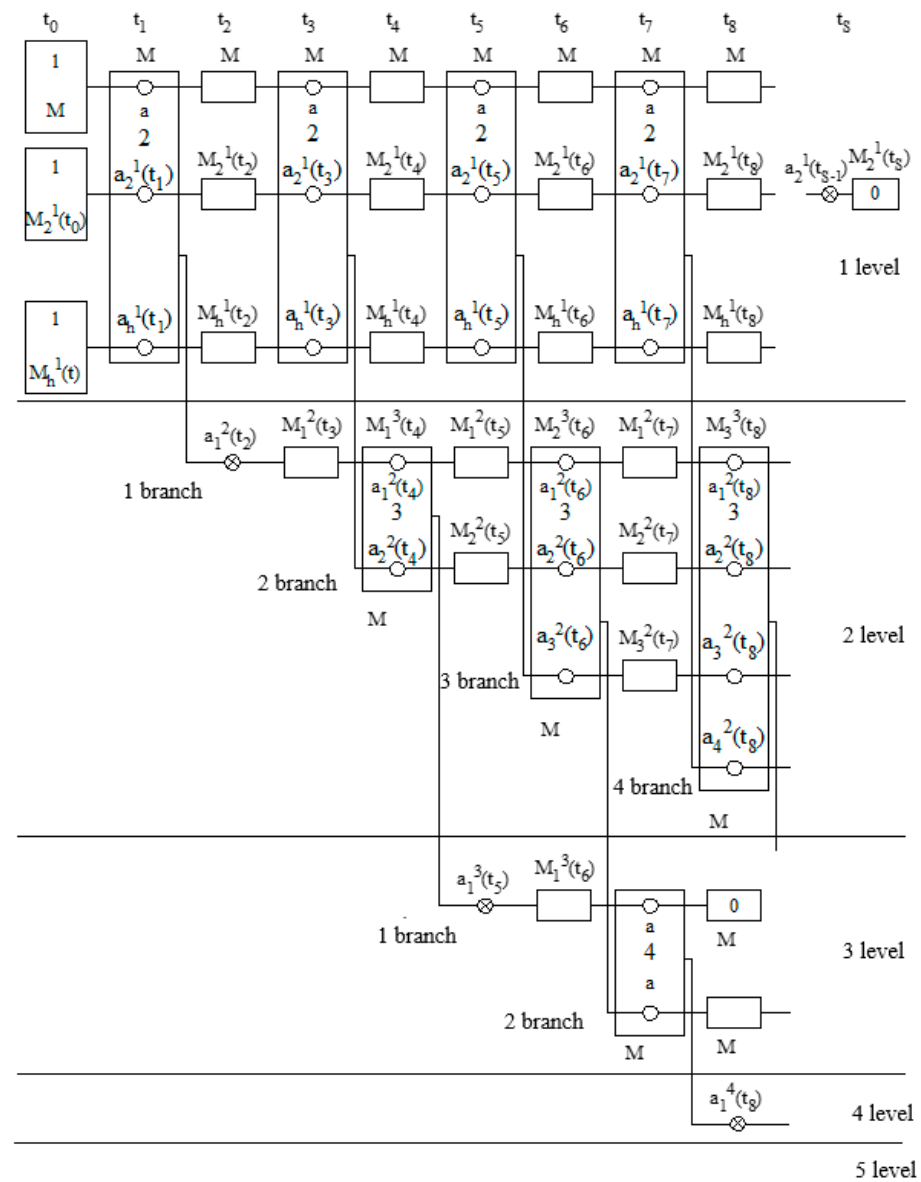 t₀ t₁ t₂ t₃ t₄ t₅ t₆ t₇ t₈ t₈
M M M M M M M M
1
M
a a a a
2 2 2 2
1
M₂¹(t₀)
a₂¹(t₁) M₂¹(t₂) a₂¹(t₃) M₂¹(t₄) a₂¹(t₅) M₂¹(t₆) a₂¹(t₇) M₂¹(t₈) a₂¹(t₈₋₁) M₂¹(t₈)
0
1 level
1
Mₕ¹(t)
aₕ¹(t₁) Mₕ¹(t₂) aₕ¹(t₃) Mₕ¹(t₄) aₕ¹(t₅) Mₕ¹(t₆) aₕ¹(t₇) Mₕ¹(t₈)
a₁²(t₂) M₁²(t₃) M₁³(t₄) M₁²(t₅) M₂³(t₆) M₁²(t₇) M₃³(t₈)
1 branch
a₁²(t₄) a₁²(t₆) a₁²(t₈)
3 3 3
a₂²(t₄) M₂²(t₅) a₂²(t₆) M₂²(t₇) a₂²(t₈)
2 branch
M
2 level
a₃²(t₆) M₃²(t₇) a₃²(t₈)
3 branch
M
a₄²(t₈)
4 branch
M
a₁³(t₅) M₁³(t₆)
0
1 branch
a
M
4
3 level
a
2 branch
M M
a₁⁴(t₈)
4 level
5 level